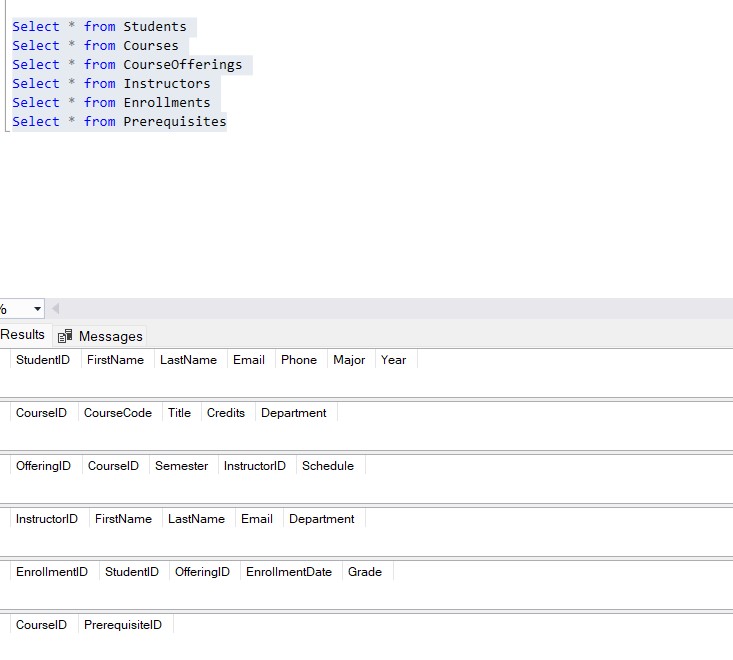 Select * from Students
Select * from Courses
Select * from CourseOfferings
Select * from Instructors
Select * from Enrollments
Select * from Prerequisites
%
Results Messages
StudentID FirstName LastName Email Phone Major Year
CourseID CourseCode Title Credits Department
OfferingID CourseID Semester InstructorID Schedule
InstructorID FirstName LastName Email Department
EnrollmentID StudentID OfferingID EnrollmentDate Grade
CourseID PrerequisiteID